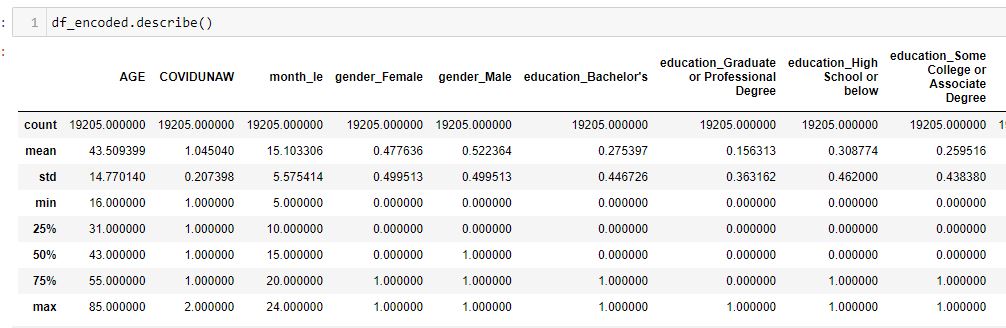 : 1 df_encoded.describe()
:
AGE COVIDUNAW month_le gender_Female gender_Male education_Bachelor's education_Graduate or Professional Degree education_High School or below education_Some College or Associate Degree
count 19205.000000 19205.000000 19205.000000 19205.000000 19205.000000 19205.000000 19205.000000 19205.000000 19205.000000 1
mean 43.509399 1.045040 15.103306 0.477636 0.522364 0.275397 0.156313 0.308774 0.259516
std 14.770140 0.207398 5.575414 0.499513 0.499513 0.446726 0.363162 0.462000 0.438380
min 16.000000 1.000000 5.000000 0.000000 0.000000 0.000000 0.000000 0.000000 0.000000
25% 31.000000 1.000000 10.000000 0.000000 0.000000 0.000000 0.000000 0.000000 0.000000
50% 43.000000 1.000000 15.000000 0.000000 1.000000 0.000000 0.000000 0.000000 0.000000
75% 55.000000 1.000000 20.000000 1.000000 1.000000 1.000000 0.000000 1.000000 1.000000
max 85.000000 2.000000 24.000000 1.000000 1.000000 1.000000 1.000000 1.000000 1.000000